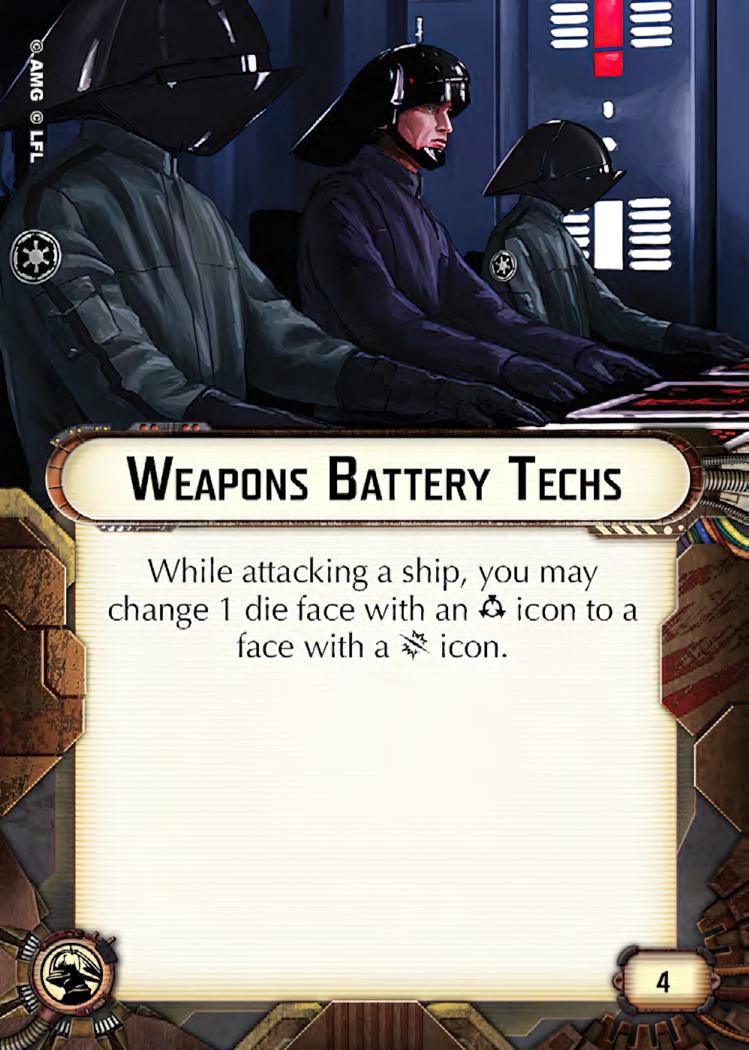 © AMG © LFL
WEAPONS BATTERY TECHS
While attacking a ship, you may
change 1 die face with an icon to a
face with a icon.
4